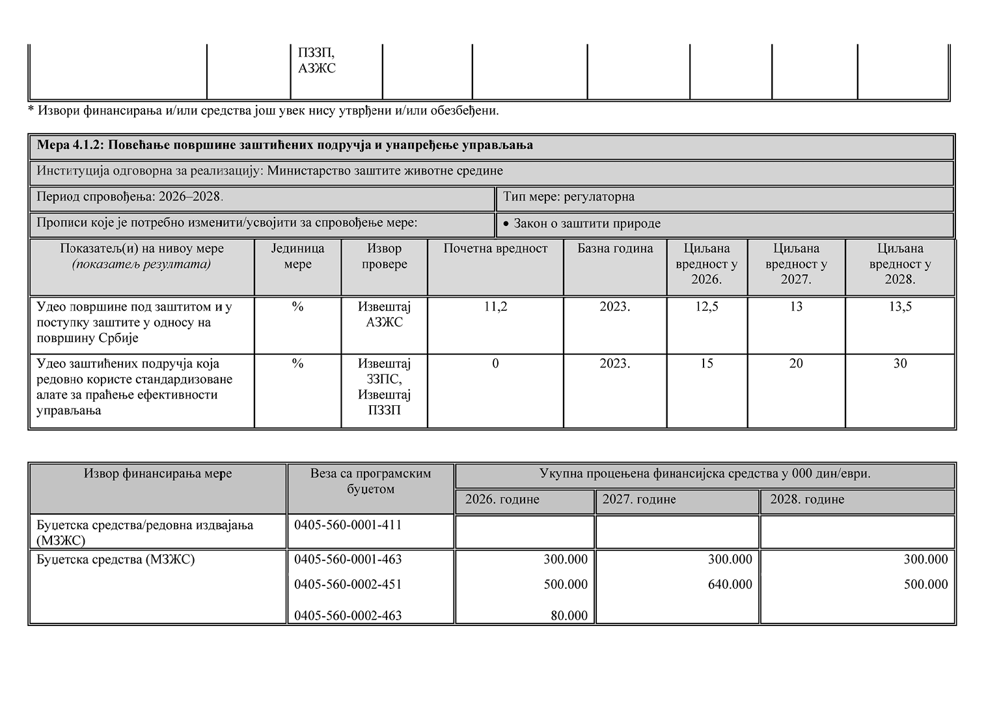 ПЗЗП,
АЗЖС
* Извори финансирања и/или средства још увек нису утврђени и/или обезбеђени.
Мера 4.1.2: Повећање површине заштићених подручја и унапређење управљања
Институција одговорна за реализацију: Министарство заштите животне средине
Период спровођења: 2026–2028.
Тип мере: регулаторна
Прописи које је потребно изменити/усвојити за спровођење мере:
• Закон о заштити природе
Показатељ(и) на нивоу мере
(показатељ резултата)
Јединица
мере
Извор
провере
Почетна вредност
Базна година
Циљана
вредност у
2026.
Циљана
вредност у
2027.
Циљана
вредност у
2028.
Удео површине под заштитом и у
поступку заштите у односу на
површину Србије
%
Извештај
АЗЖС
11,2
2023.
12,5
13
13,5
Удео заштићених подручја која
редовно користе стандардизоване
алате за праћење ефективности
управљања
%
Извештај
ЗЗПС,
Извештај
ПЗЗП
0
2023.
15
20
30
Извор финансирања мере
Веза са програмским
буџетом
Укупна процењена финансијска средства у 000 дин/еври.
2026. године
2027. године
2028. године
Буџетска средства/редовна издвајања
(МЗЖС)
0405-560-0001-411
Буџетска средства (МЗЖС)
0405-560-0001-463
300.000
300.000
300.000
0405-560-0002-451
500.000
640.000
500.000
0405-560-0002-463
80.000